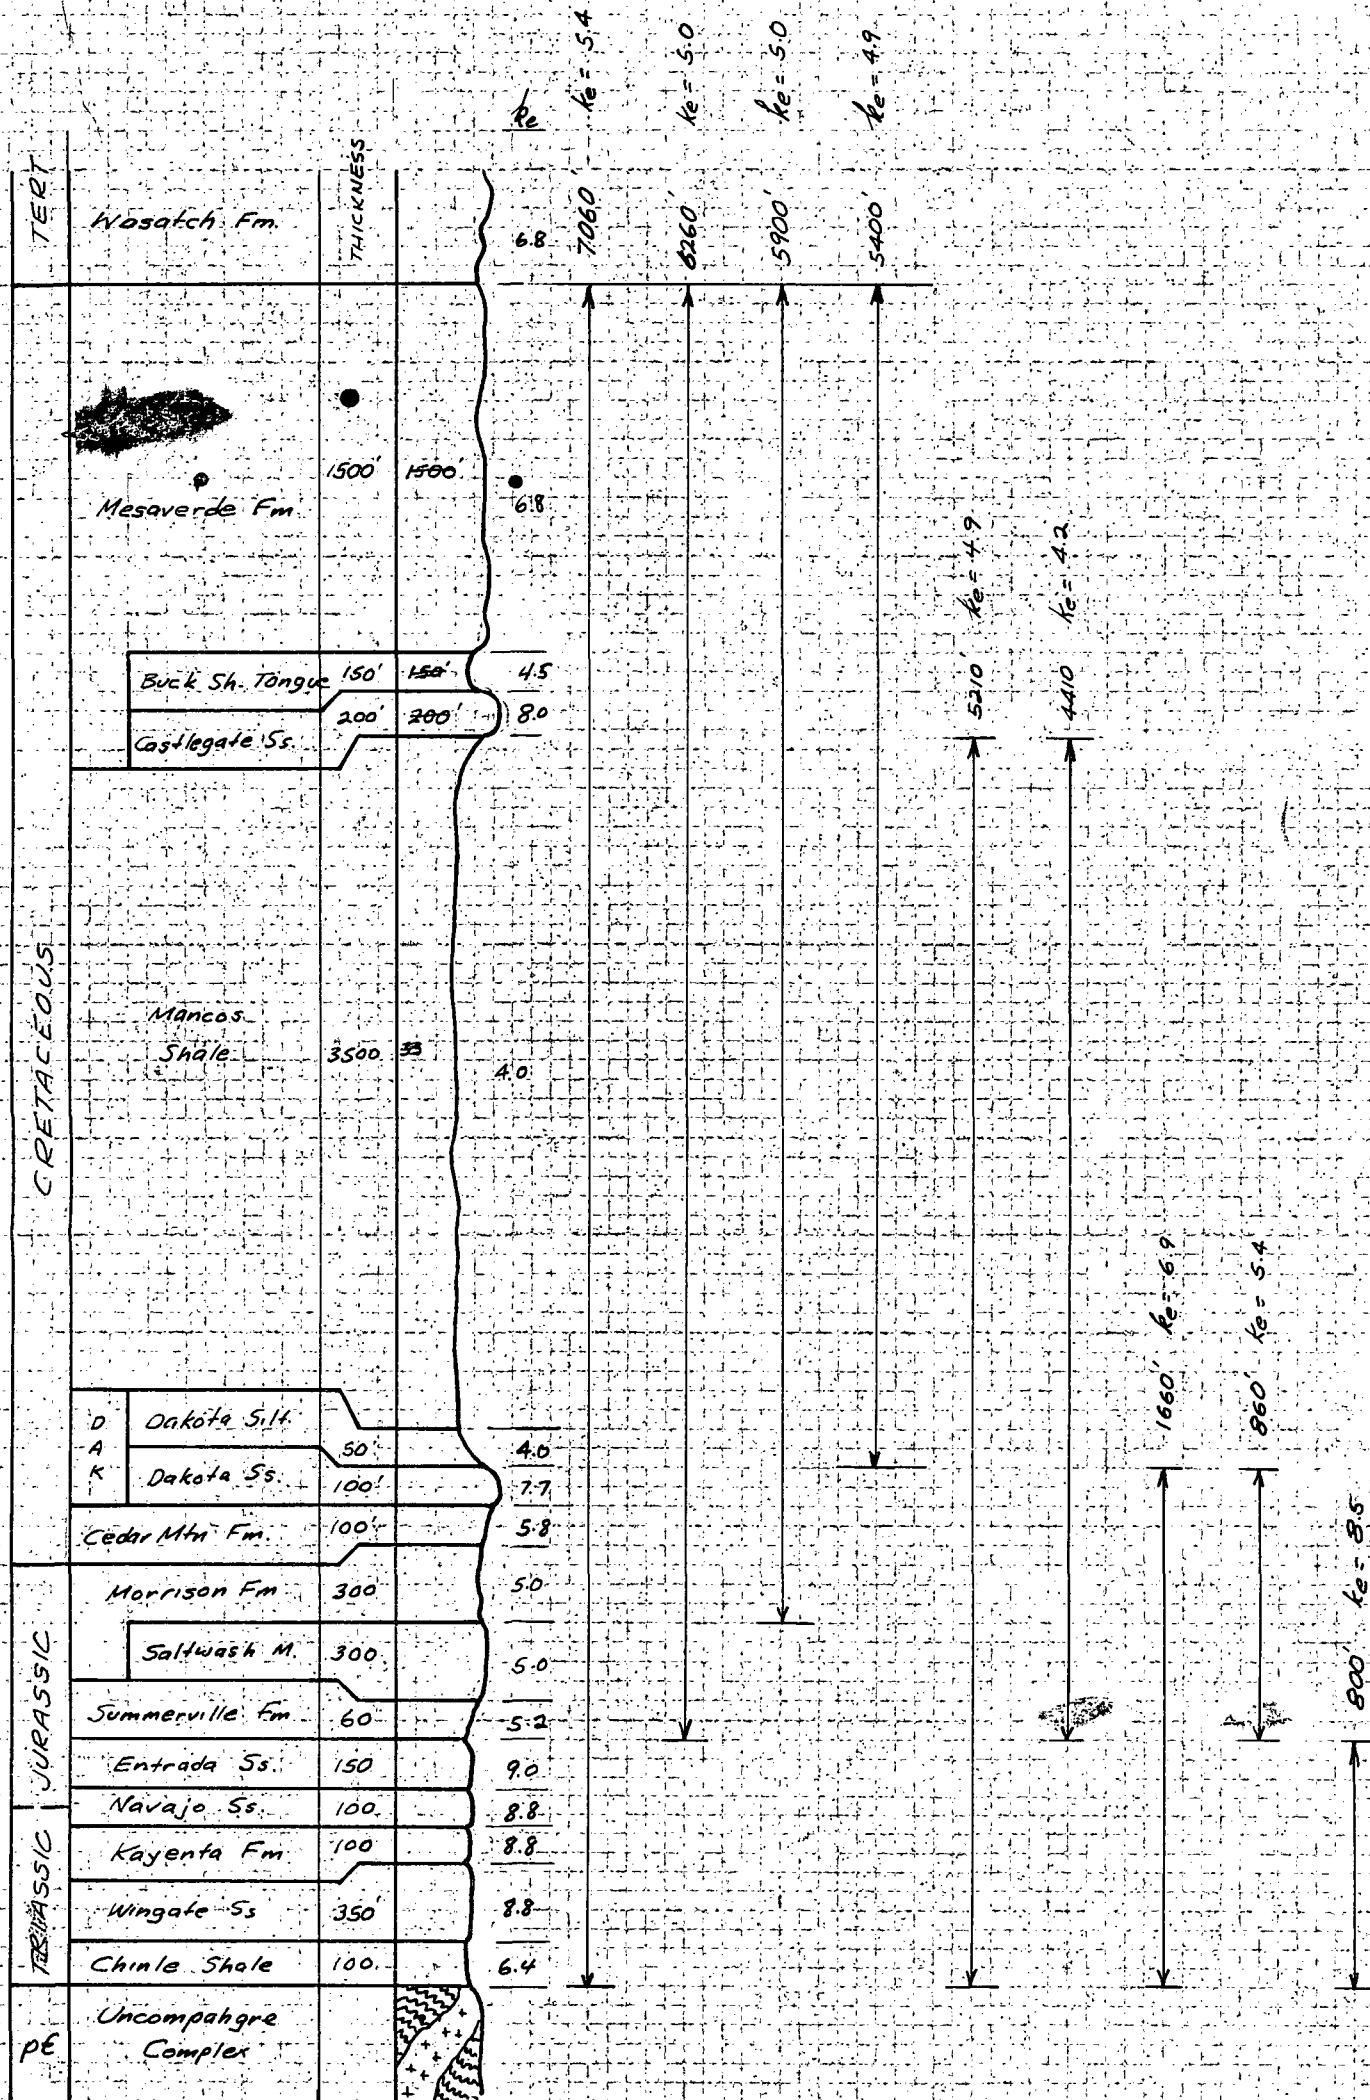 ke = 5.4
ke = 5.0
ke = 5.0
ke = 4.9
ke
TERT
THICKNESS
Wasatch Fm.
6.8
7060'
6260'
5900'
5400'
1500' 1500'
Mesaverde Fm
6.8
ke = 4.9
ke = 4.2
Buck Sh. Tongue 150' 150' 4.5
5210'
4410
200' 200' 8.0
Castlegate Ss.
CRETACEOUS
Mancos
Shale 3500 33
4.0
1660' ke = 6.9
860' ke = 5.4
DAK
Dakota Silt
50' 4.0
Dakota Ss. 100' 7.7
Cedar Mtn Fm. 100' 5.8
800' ke = 8.5
JURASSIC
Morrison Fm 300 5.0
Saltwash M. 300 5.0
Summerville Fm 60 5.2
Entrada Ss. 150 9.0
Navajo Ss. 100 8.8
TRIASSIC
Kayenta Fm 100 8.8
Wingate Ss 350' 8.8
Chinle Shale 100 6.4
p€
Uncompahgre
Complex